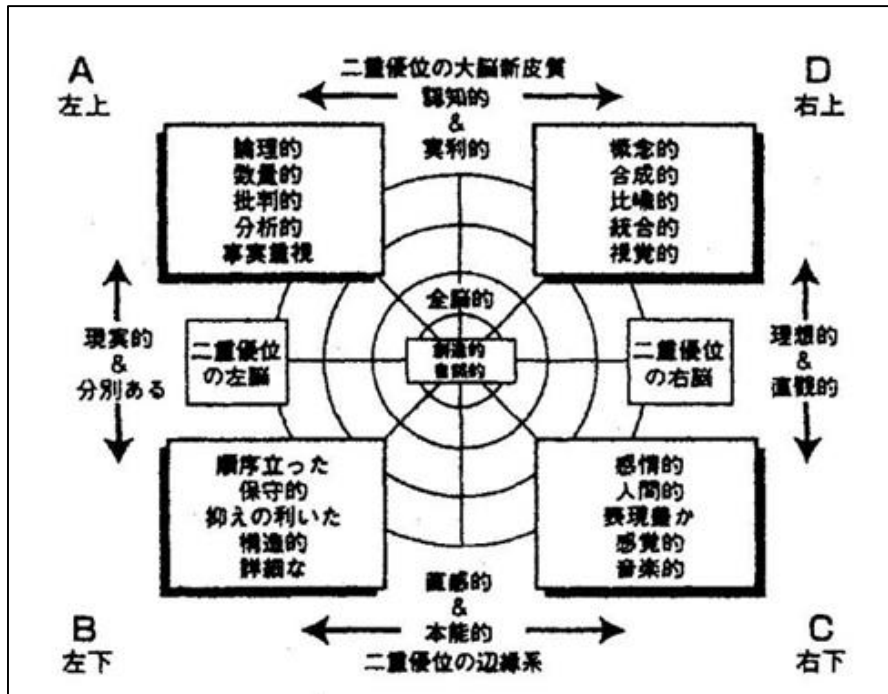 A
左上
二重優位の大脳新皮質
認知的
&
実利的
D
右上
論理的
数量的
批判的
分析的
事実重視
概念的
合成的
比喩的
統合的
視覚的
現実的
&
分別ある
二重優位
の左脳
全脳的
創造的
二重優位
の右脳
理想的
&
直観的
順序立った
保守的
抑えの利いた
構造的
詳細な
感情的
人間的
表現豊か
感覚的
音楽的
B
左下
直感的
&
本能的
二重優位の辺縁系
C
右下